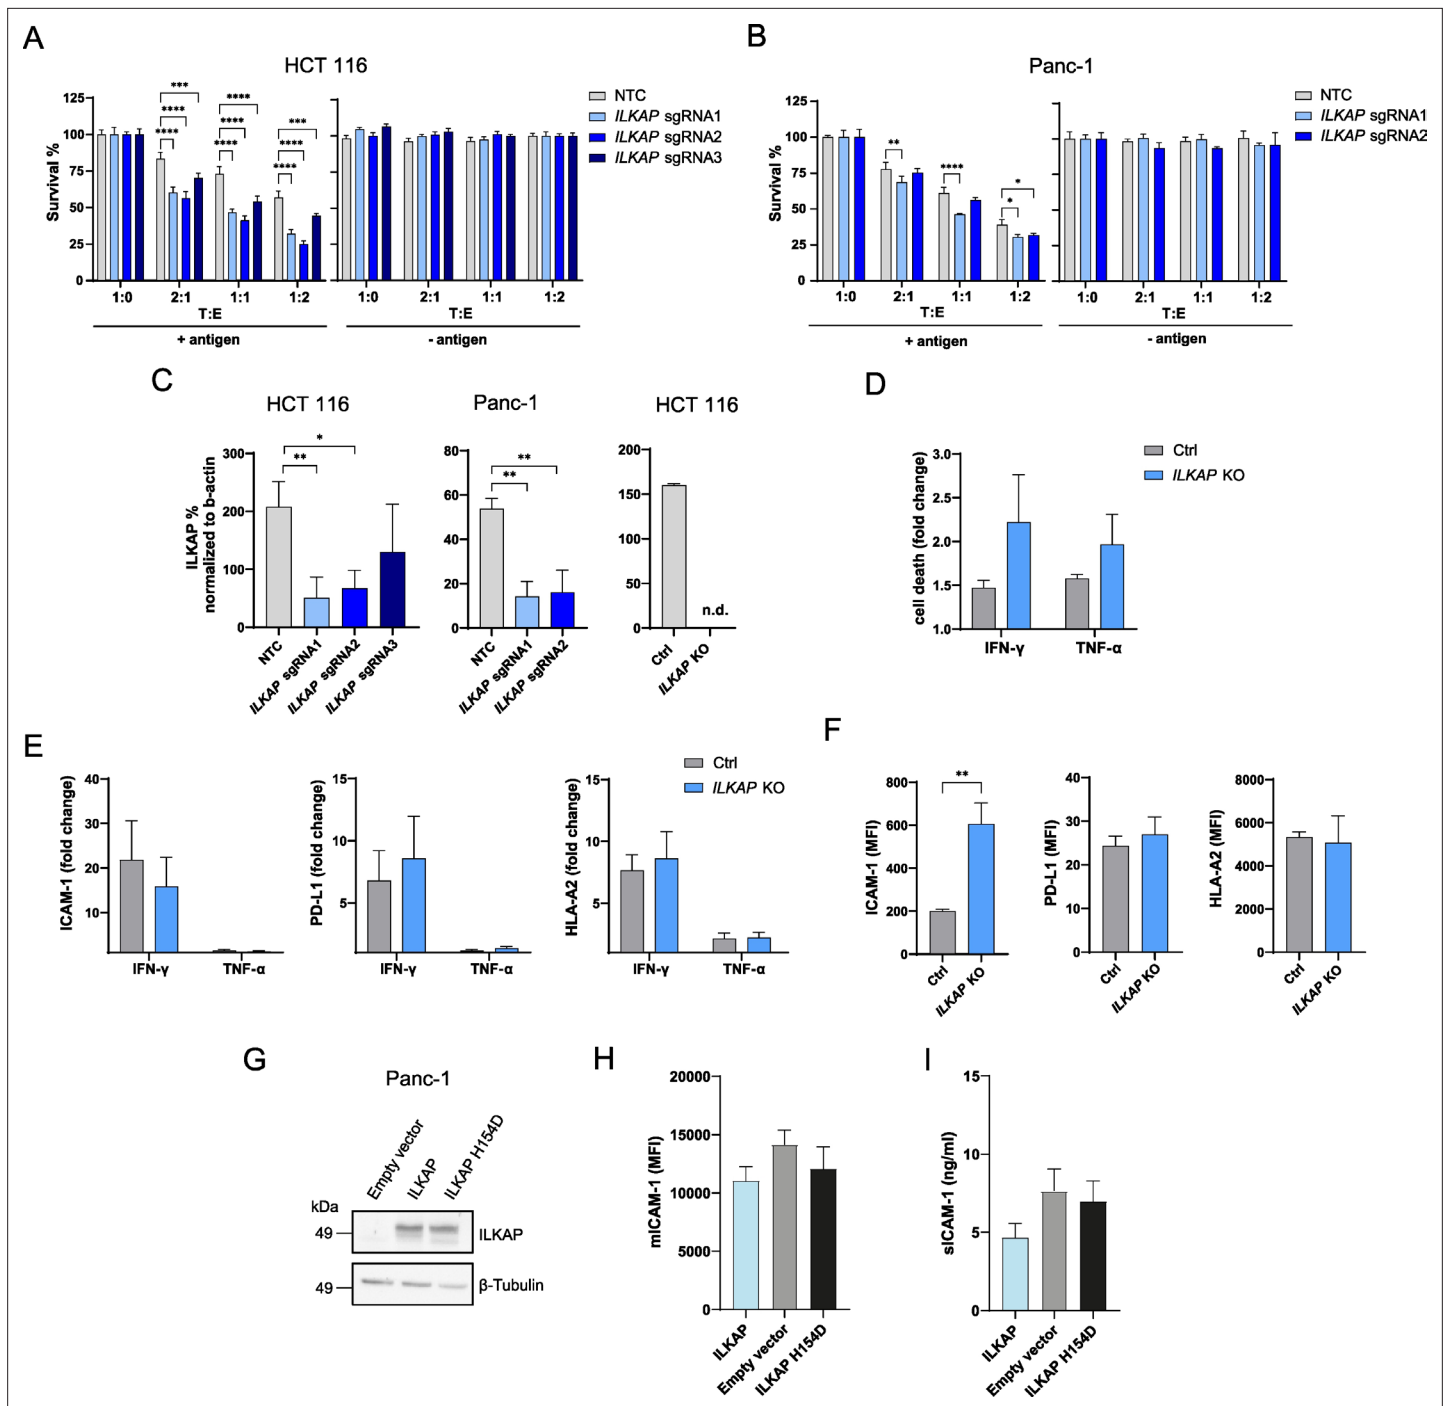 A
HCT 116
Survival %
125
100
75
50
25
0
*** **** ****
**** **** ****
*** **** ****
1:0 2:1 1:1 1:2
T:E
+ antigen
1:0 2:1 1:1 1:2
T:E
- antigen
NTC
ILKAP sgRNA1
ILKAP sgRNA2
ILKAP sgRNA3
B
Panc-1
Survival %
125
100
75
50
25
0
** **** * *
1:0 2:1 1:1 1:2
T:E
+ antigen
1:0 2:1 1:1 1:2
T:E
- antigen
NTC
ILKAP sgRNA1
ILKAP sgRNA2
C
HCT 116
ILKAP %
normalized to b-actin
300
200
100
0
*
**
NTC
ILKAP sgRNA1
ILKAP sgRNA2
ILKAP sgRNA3
Panc-1
80
60
40
20
0
**
**
NTC
ILKAP sgRNA1
ILKAP sgRNA2
HCT 116
200
150
100
50
0
n.d.
Ctrl
ILKAP KO
D
cell death (fold change)
3.0
2.5
2.0
1.5
1.0
IFN-γ TNF-α
Ctrl
ILKAP KO
E
ICAM-1 (fold change)
40
30
20
10
IFN-γ TNF-α
PD-L1 (fold change)
15
10
5
IFN-γ TNF-α
HLA-A2 (fold change)
15
10
5
IFN-γ TNF-α
Ctrl
ILKAP KO
F
ICAM-1 (MFI)
800
600
400
200
0
**
Ctrl
ILKAP KO
PD-L1 (MFI)
40
30
20
10
0
Ctrl
ILKAP KO
HLA-A2 (MFI)
8000
6000
4000
2000
0
Ctrl
ILKAP KO
G
Panc-1
Empty vector
ILKAP
ILKAP H154D
kDa
49
ILKAP
49
β-Tubulin
H
mICAM-1 (MFI)
20000
15000
10000
5000
0
ILKAP
Empty vector
ILKAP H154D
I
sICAM-1 (ng/ml)
15
10
5
0
ILKAP
Empty vector
ILKAP H154D